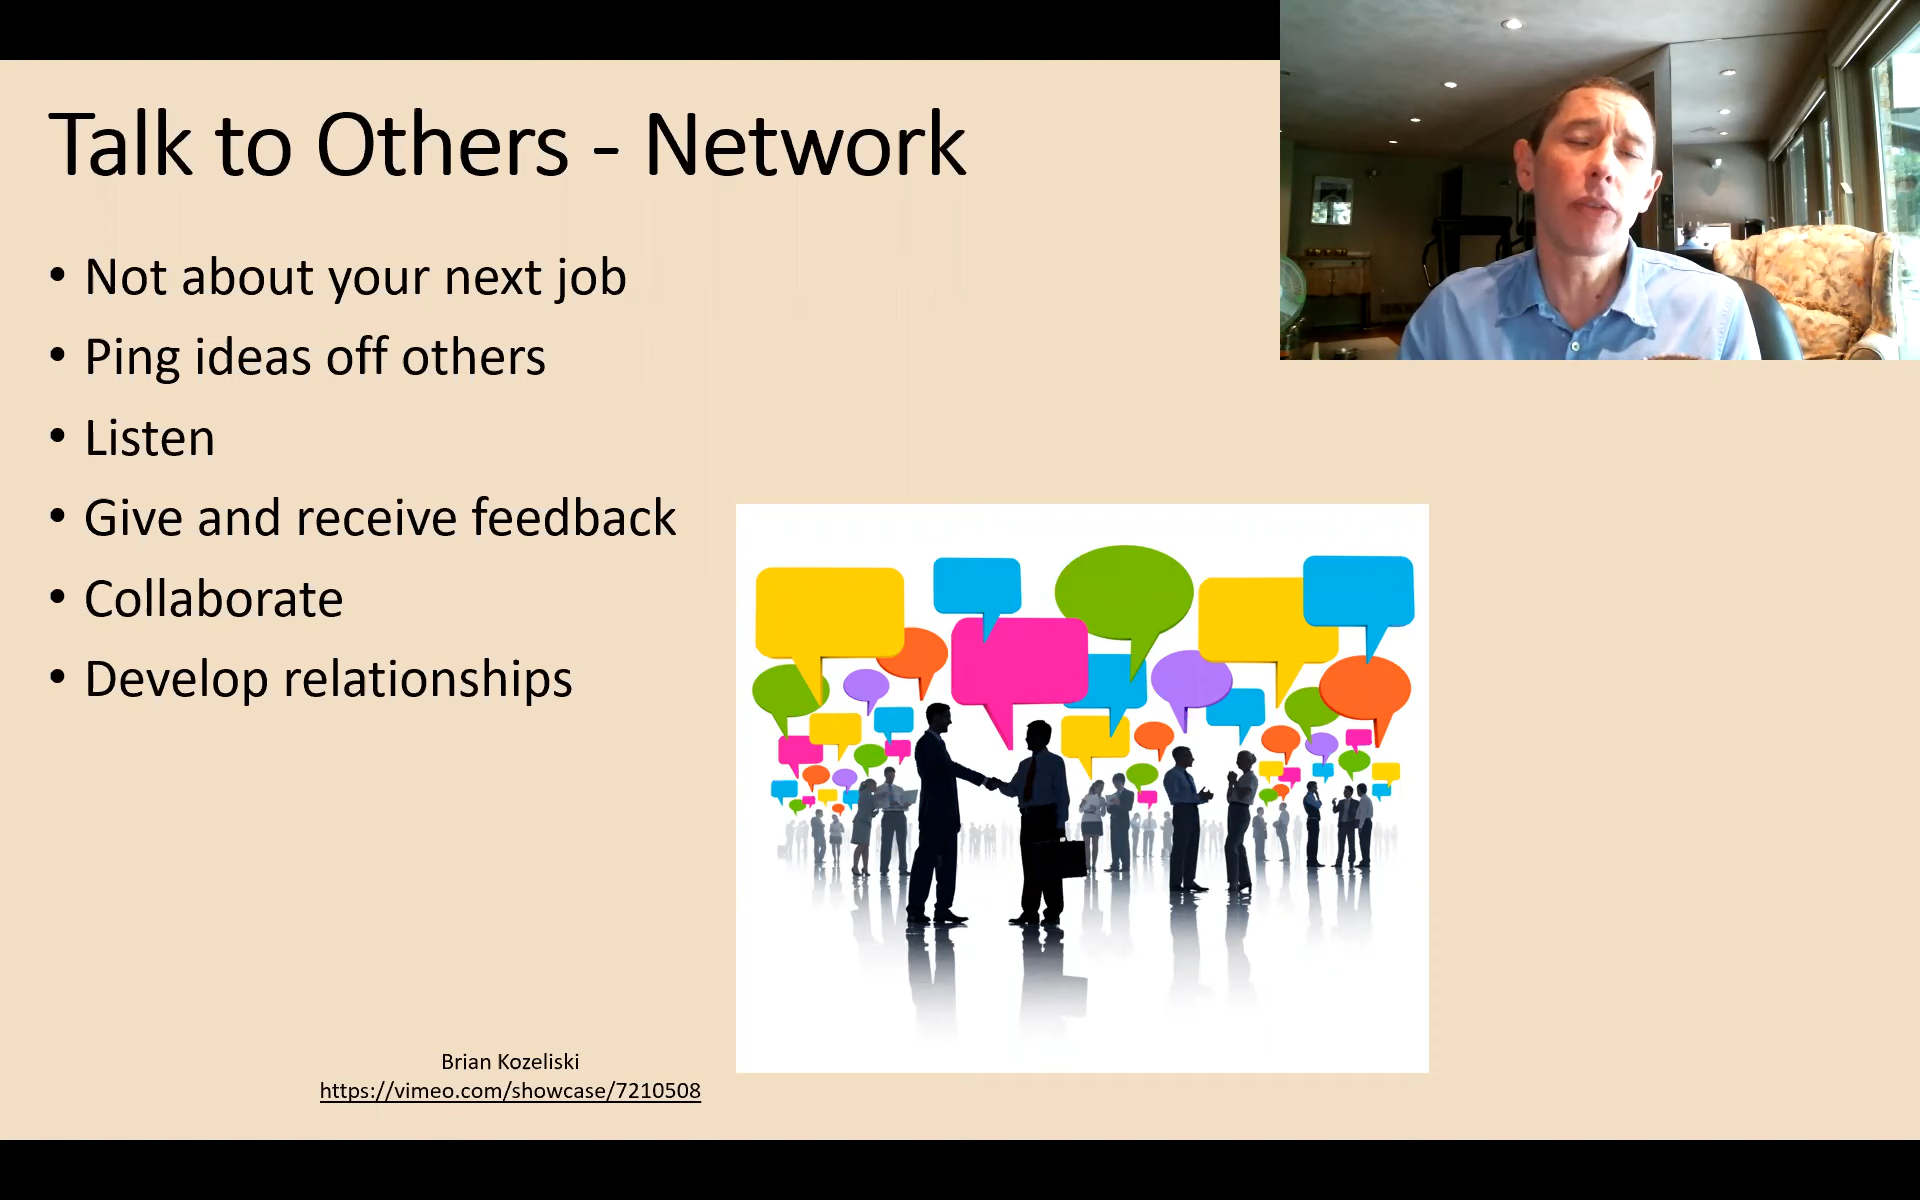 Talk to Others - Network
• Not about your next job
• Ping ideas off others
• Listen
• Give and receive feedback
• Collaborate
• Develop relationships
Brian Kozeliski
https://vimeo.com/showcase/7210508